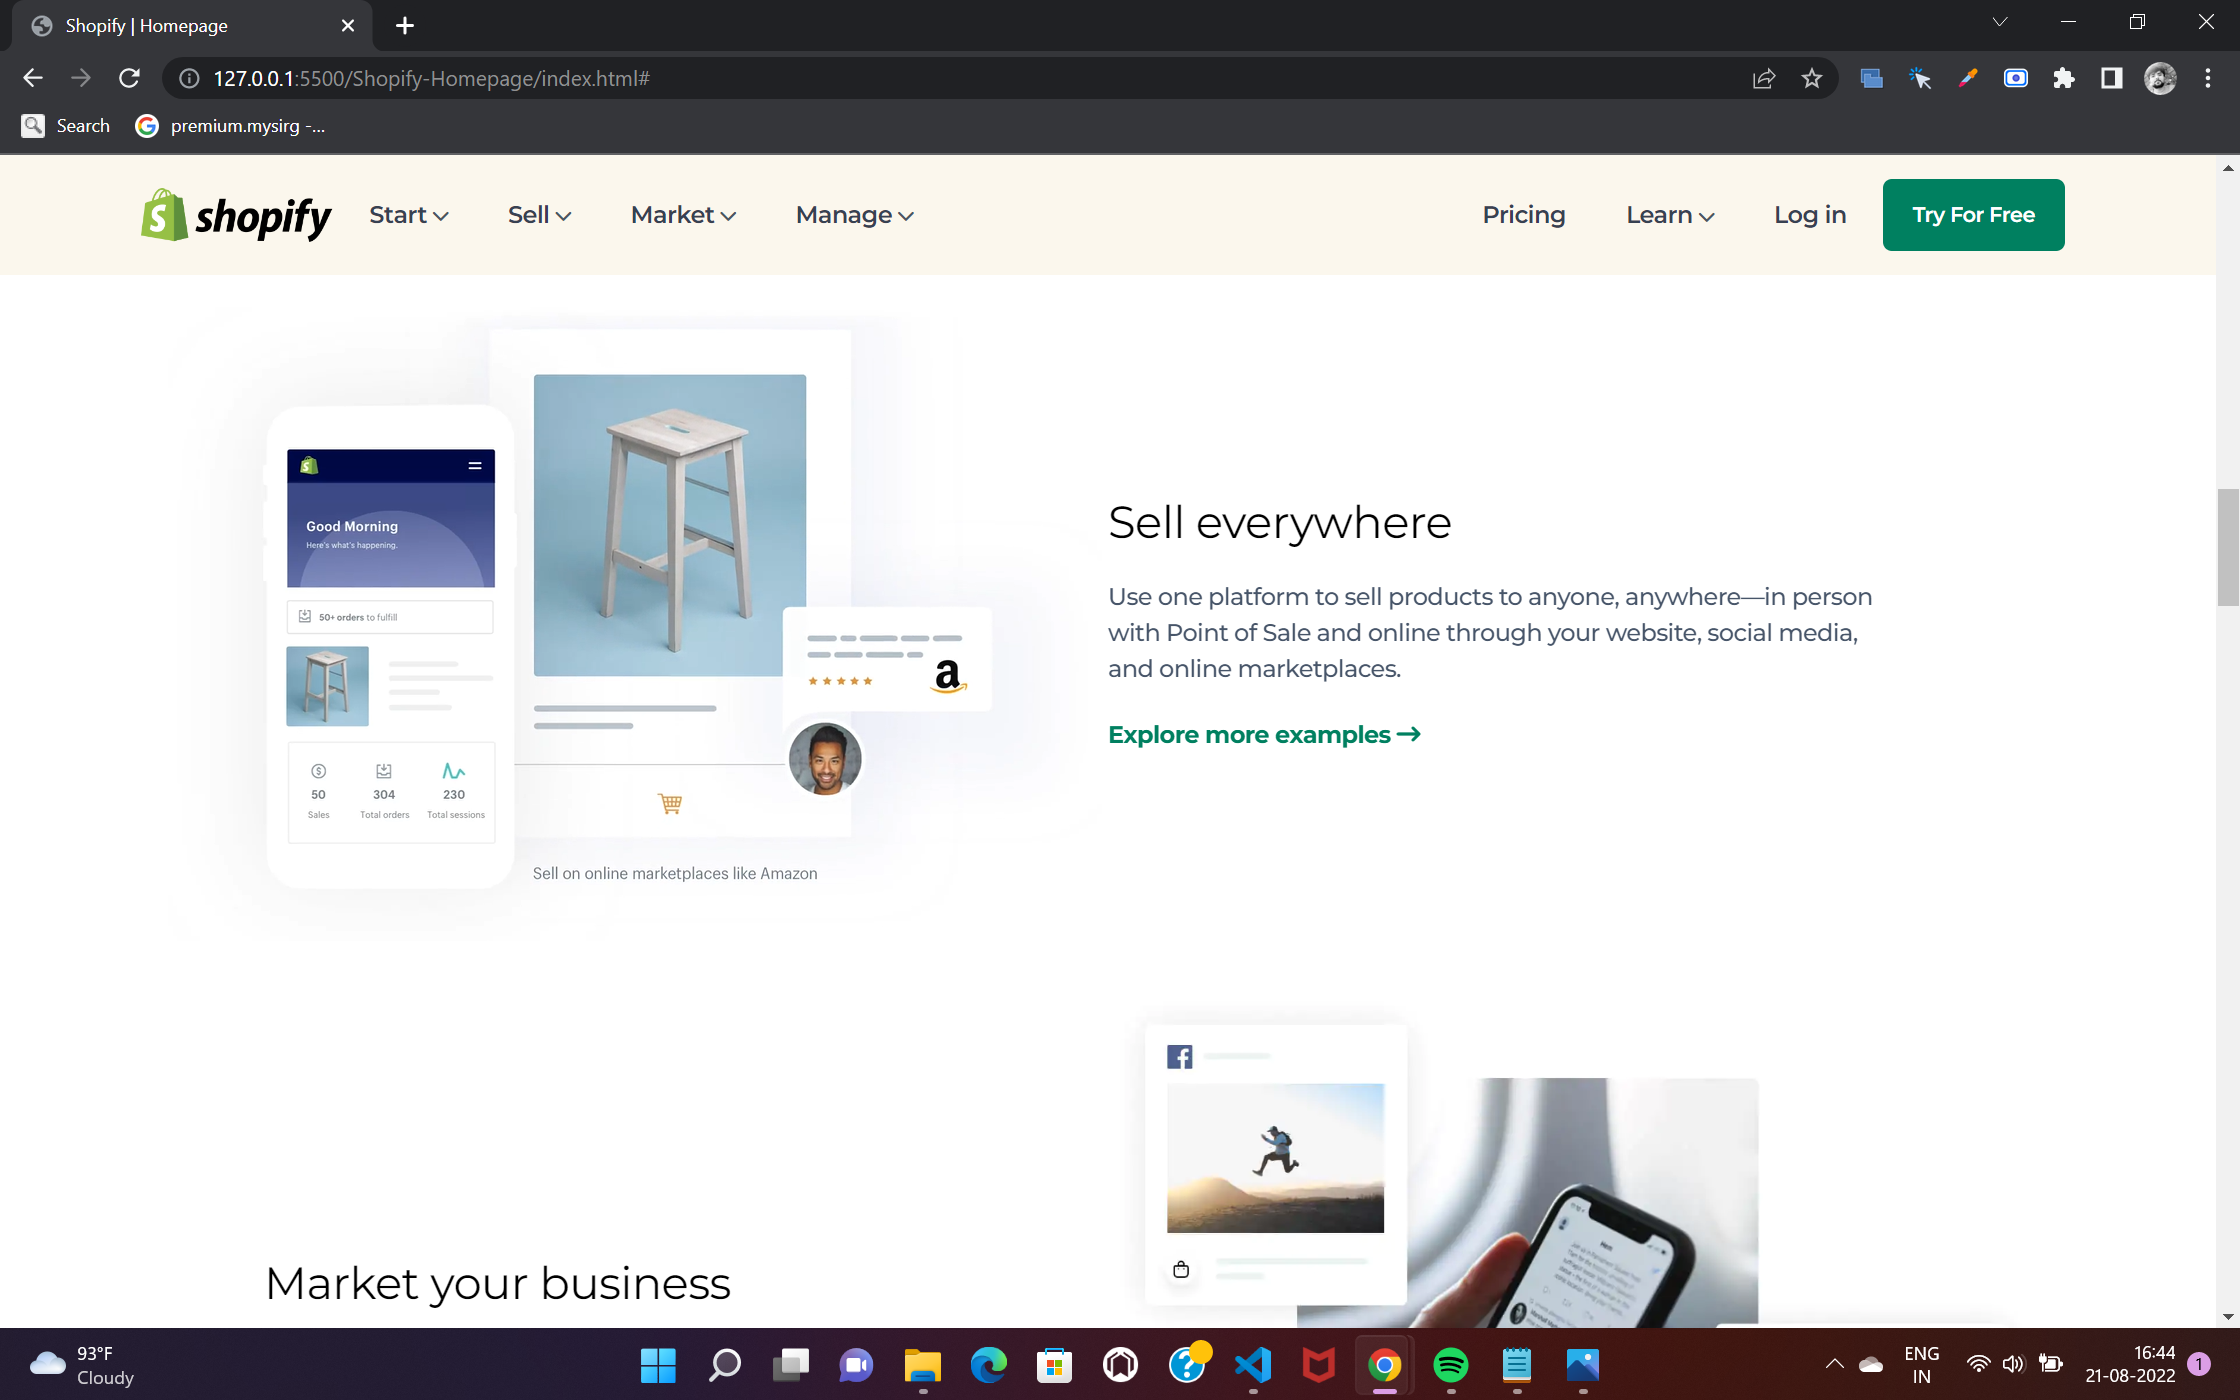 Shopify | Homepage
127.0.0.1:5500/Shopify-Homepage/index.html#
Search
premium.mysirg -...
shopify
Start
Sell
Market
Manage
Pricing
Learn
Log in
Try For Free
Good Morning
Here's what's happening.
50+ orders to fulfill
50
304
230
Sales
Total orders
Total sessions
a
Sell on online marketplaces like Amazon
Sell everywhere
Use one platform to sell products to anyone, anywhere—in person
with Point of Sale and online through your website, social media,
and online marketplaces.
Explore more examples
Market your business
93°F
Cloudy
ENG
IN
16:44
21-08-2022
1